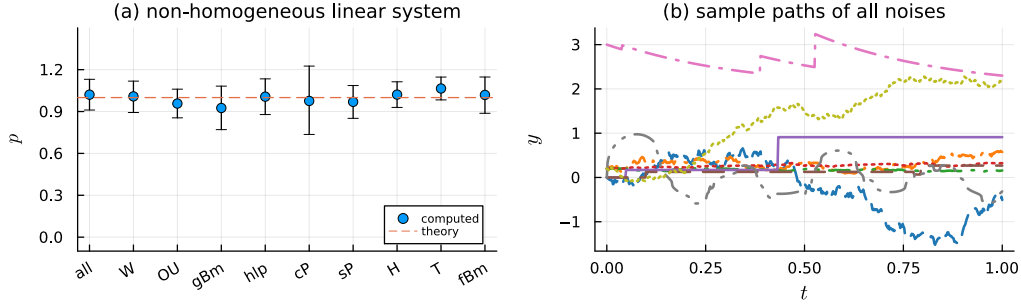 (a) non-homogeneous linear system
p
1.2
0.9
0.6
0.3
0.0
all
W
OU
gBm
hlp
cP
sP
H
T
fBm
computed
theory
(b) sample paths of all noises
y
3
2
1
0
−1
0.00
0.25
0.50
0.75
1.00
t